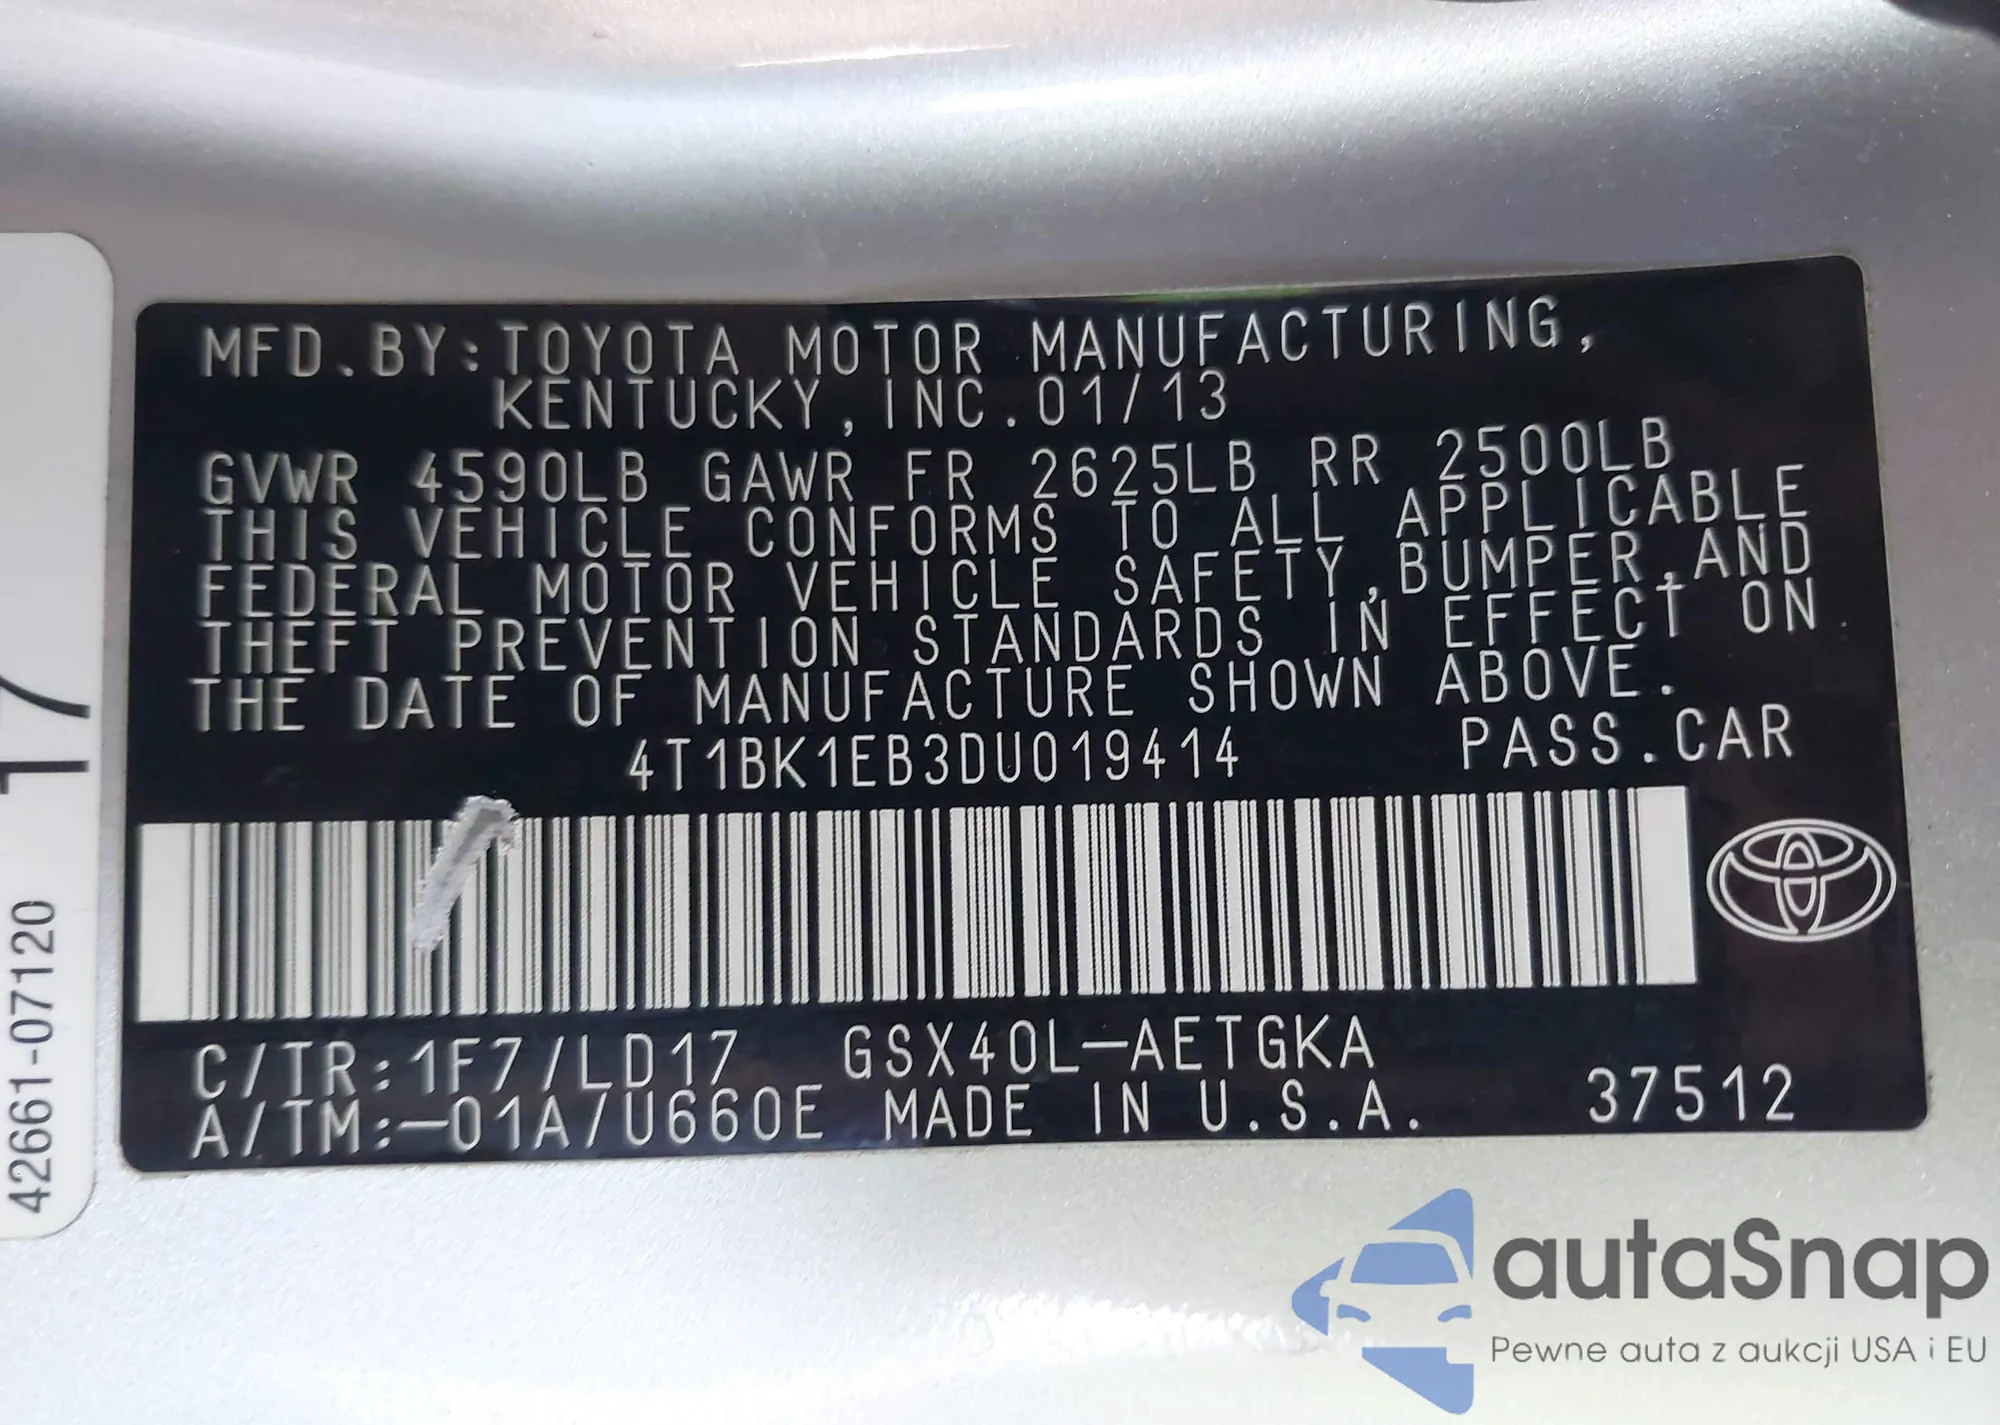 MFD.BY:TOYOTA MOTOR MANUFACTURING,
KENTUCKY,INC.01/13
GVWR 4590LB GAWR FR 2625LB RR 2500LB
THIS VEHICLE CONFORMS TO ALL APPLICABLE
FEDERAL MOTOR VEHICLE SAFETY,BUMPER,AND
THEFT PREVENTION STANDARDS IN EFFECT ON
THE DATE OF MANUFACTURE SHOWN ABOVE.
4T1BK1EB3DU019414 PASS.CAR
C/TR:1F7/LD17 GSX40L-AETGKA
A/TM:-01A/U660E MADE IN U.S.A. 37512
17
42661-07120
autaSnap
Pewne auta z aukcji USA i EU